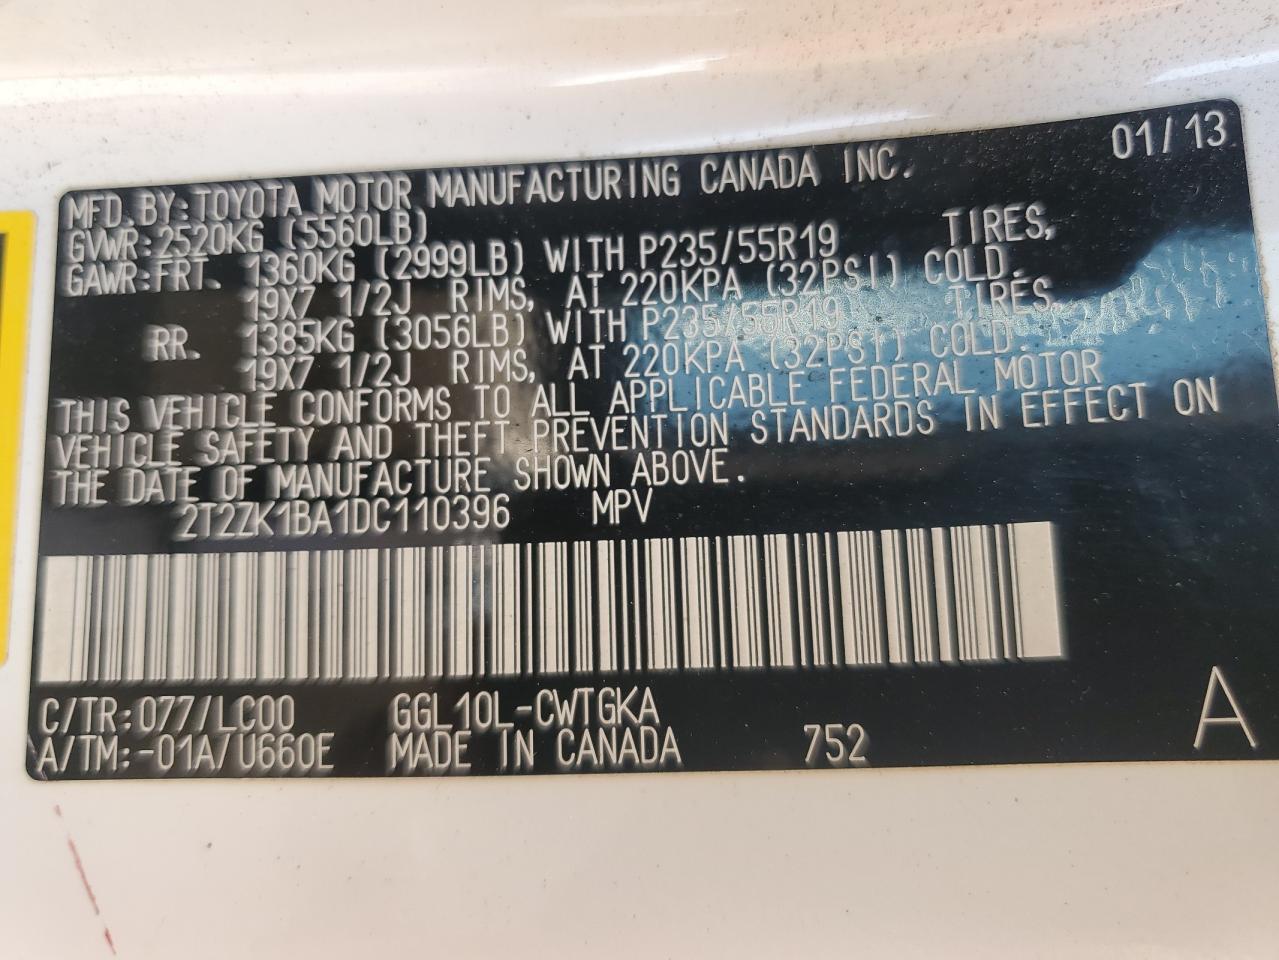 01/13
MFD. BY: TOYOTA MOTOR MANUFACTURING CANADA INC.
GVWR: 2520KG (5560LB)
GAWR: FRT. 1360KG (2999LB) WITH P235/55R19 TIRES,
19X7 1/2J RIMS, AT 220KPA (32PSI) COLD.
RR. 1385KG (3056LB) WITH P235/55R19 TIRES,
19X7 1/2J RIMS, AT 220KPA (32PSI) COLD.
THIS VEHICLE CONFORMS TO ALL APPLICABLE FEDERAL MOTOR
VEHICLE SAFETY AND THEFT PREVENTION STANDARDS IN EFFECT ON
THE DATE OF MANUFACTURE SHOWN ABOVE.
2T2ZK1BA1DC110396 MPV
C/TR: 077/LC00 GGL10L-CWTGKA
A/TM: -01A/U660E MADE IN CANADA 752 A